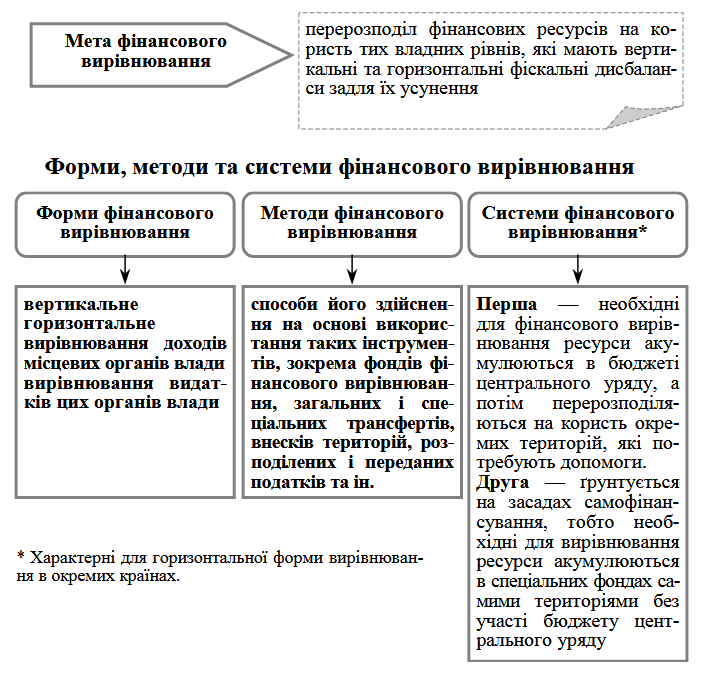 Мета фінансового
вирівнювання
перерозподіл фінансових ресурсів на ко-
ристь тих владних рівнів, які мають верти-
кальні та горизонтальні фіскальні дисбалан-
си задля їх усунення
Форми, методи та системи фінансового вирівнювання
Форми фінансового
вирівнювання
Методи фінансового
вирівнювання
Системи фінансового
вирівнювання*
вертикальне
горизонтальне
вирівнювання доходів
місцевих органів влади
вирівнювання видат-
ків цих органів влади
способи його здійснен-
ня на основі викорис-
тання таких інструмен-
тів, зокрема фондів фі-
нансового вирівнюван-
ня, загальних і спе-
ціальних трансфертів,
внесків територій, роз-
поділених і переданих
податків та ін.
Перша — необхідні
для фінансового вирів-
нювання ресурси аку-
мулюються в бюджеті
центрального уряду, а
потім перерозподіля-
ються на користь окре-
мих територій, які по-
требують допомоги.
Друга — ґрунтується
на засадах самофінан-
сування, тобто необ-
хідні для вирівнювання
ресурси акумулюються
в спеціальних фондах са-
мими територіями без
участі бюджету цент-
рального уряду
* Характерні для горизонтальної форми вирівнюван-
ня в окремих країнах.